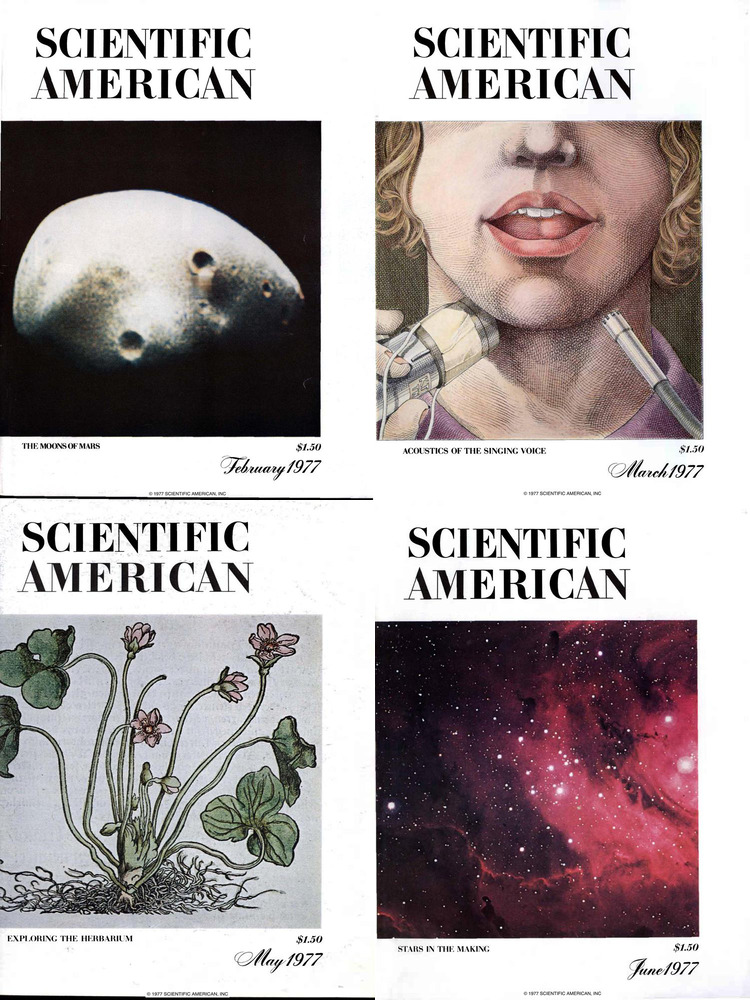 SCIENTIFIC
AMERICAN
THE MOONS OF MARS
$1.50
February 1977
© 1977 SCIENTIFIC AMERICAN, INC
SCIENTIFIC
AMERICAN
ACOUSTICS OF THE SINGING VOICE
$1.50
March 1977
© 1977 SCIENTIFIC AMERICAN, INC
SCIENTIFIC
AMERICAN
EXPLORING THE HERBARIUM
$1.50
May 1977
© 1977 SCIENTIFIC AMERICAN, INC
SCIENTIFIC
AMERICAN
STARS IN THE MAKING
$1.50
June 1977
© 1977 SCIENTIFIC AMERICAN, INC